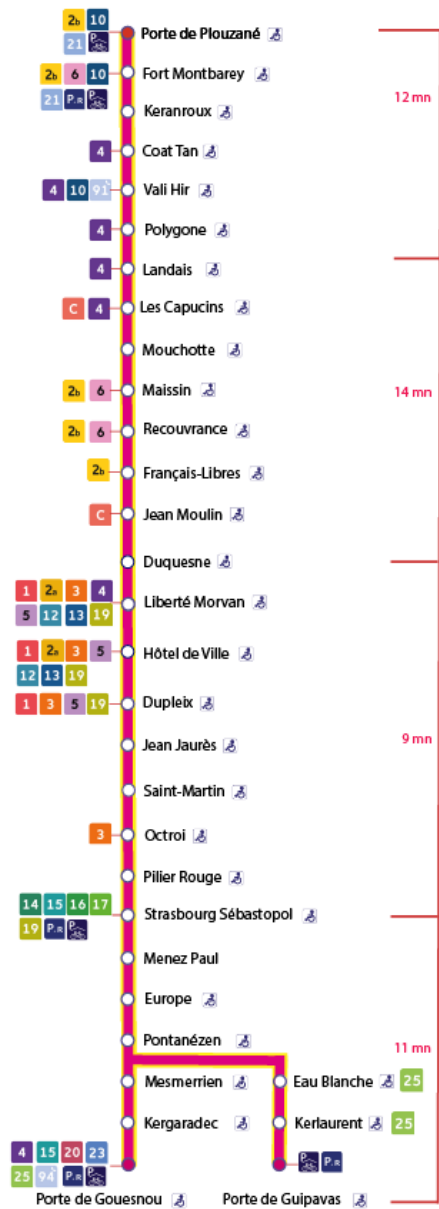 2b 10
21 P
Porte de Plouzané
2b 6 10
21 P.R P
Fort Montbarey
12 mn
Keranroux
4 Coat Tan
4 10 91 Vali Hir
4 Polygone
4 Landais
C 4 Les Capucins
Mouchotte
2b 6 Maissin
14 mn
2b 6 Recouvrance
2b Français-Libres
C Jean Moulin
Duquesne
1 2a 3 4
5 12 13 19
Liberté Morvan
1 2a 3 5
12 13 19
Hôtel de Ville
1 3 5 19 Dupleix
Jean Jaurès
9 mn
Saint-Martin
3 Octroi
Pilier Rouge
14 15 16 17
19 P.R P
Strasbourg Sébastopol
Menez Paul
Europe
Pontanézen
11 mn
Mesmerrien Eau Blanche 25
Kergaradec Kerlaurent 25
4 15 20 23
25 94 P.R P
P P.R
Porte de Gouesnou Porte de Guipavas